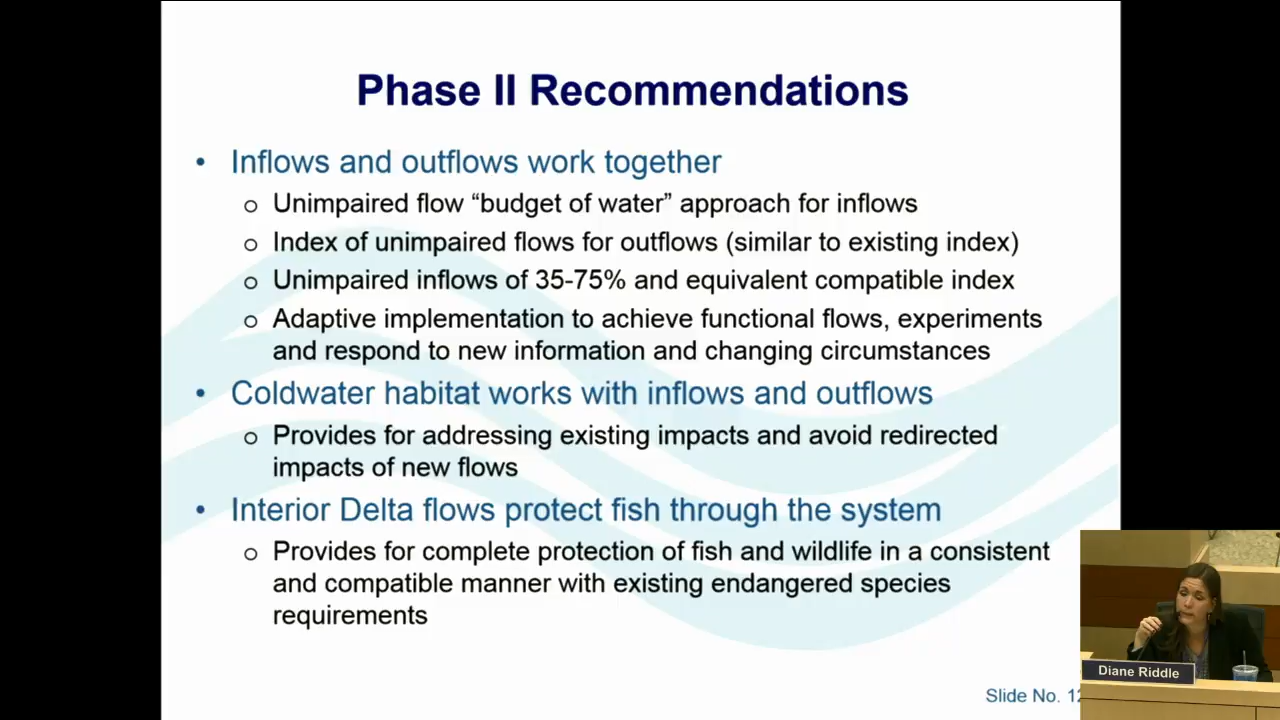 Phase II Recommendations
• Inflows and outflows work together
o Unimpaired flow “budget of water” approach for inflows
o Index of unimpaired flows for outflows (similar to existing index)
o Unimpaired inflows of 35-75% and equivalent compatible index
o Adaptive implementation to achieve functional flows, experiments
and respond to new information and changing circumstances
• Coldwater habitat works with inflows and outflows
o Provides for addressing existing impacts and avoid redirected
impacts of new flows
• Interior Delta flows protect fish through the system
o Provides for complete protection of fish and wildlife in a consistent
and compatible manner with existing endangered species
requirements
Diane Riddle
Slide No. 12